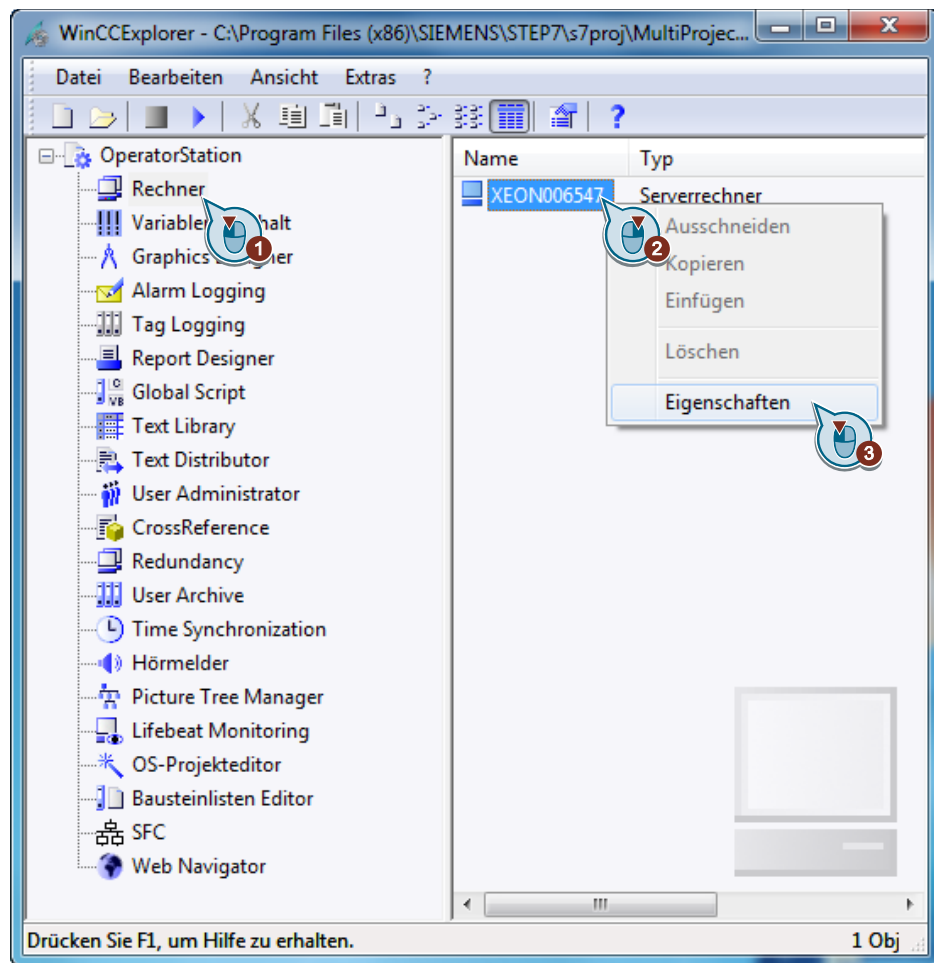 WinCCExplorer - C:\Program Files (x86)\SIEMENS\STEP7\s7proj\MultiProjec...
Datei Bearbeiten Ansicht Extras ?
OperatorStation
Rechner
Variablen halt
Graphics ner
Alarm Logging
Tag Logging
Report Designer
Global Script
Text Library
Text Distributor
User Administrator
CrossReference
Redundancy
User Archive
Time Synchronization
Hörmelder
Picture Tree Manager
Lifebeat Monitoring
OS-Projekteditor
Bausteinlisten Editor
SFC
Web Navigator
1
Name Typ
XEON006547 Serverrechner
2
Ausschneiden
Kopieren
Einfügen
Löschen
Eigenschaften
3
Drücken Sie F1, um Hilfe zu erhalten. 1 Obj